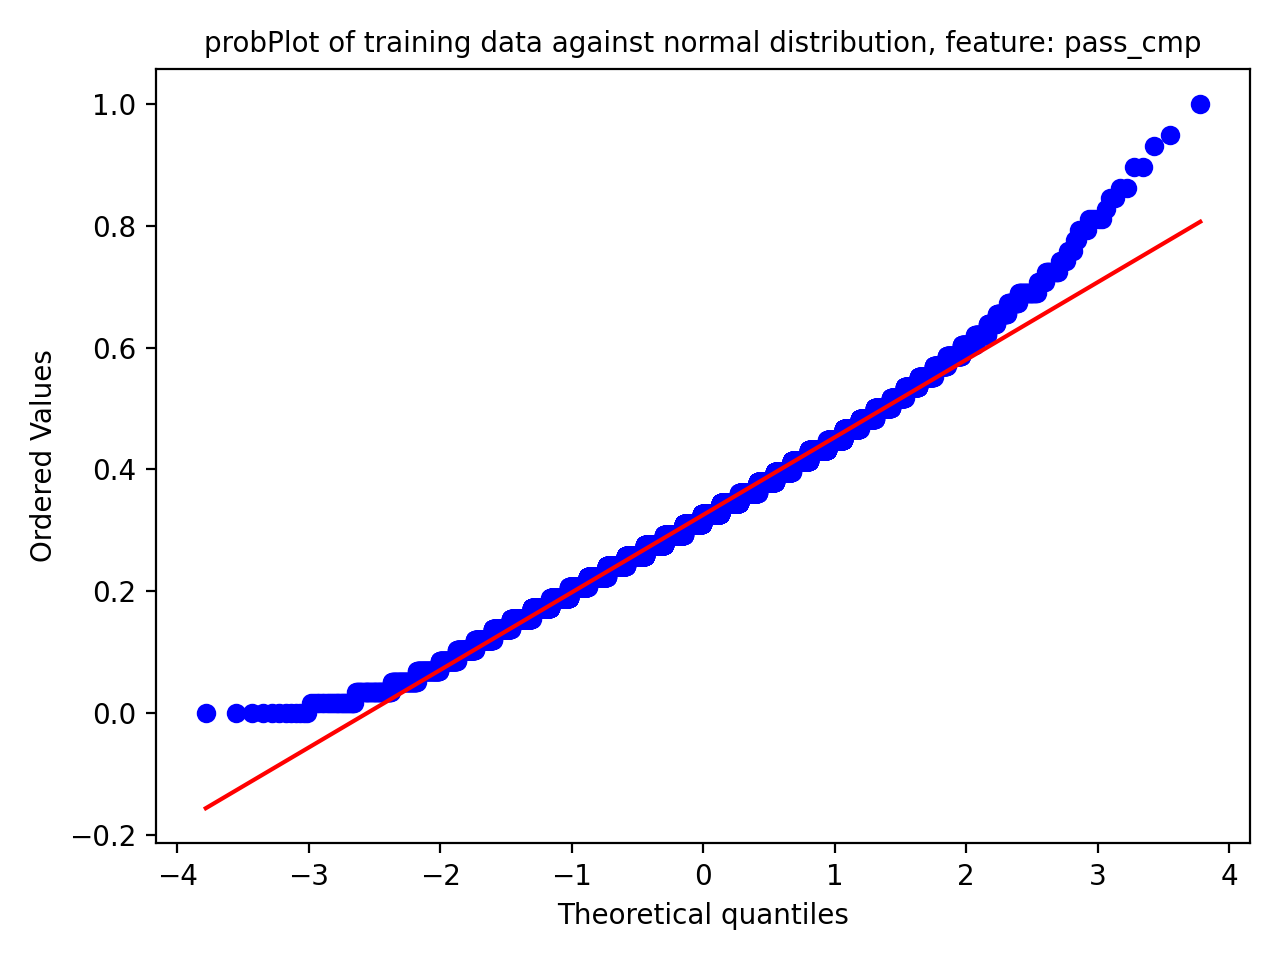 probPlot of training data against normal distribution, feature: pass_cmp
1.0
0.8
0.6
0.4
0.2
0.0
−0.2
Ordered Values
−4 −3 −2 −1 0 1 2 3 4
Theoretical quantiles